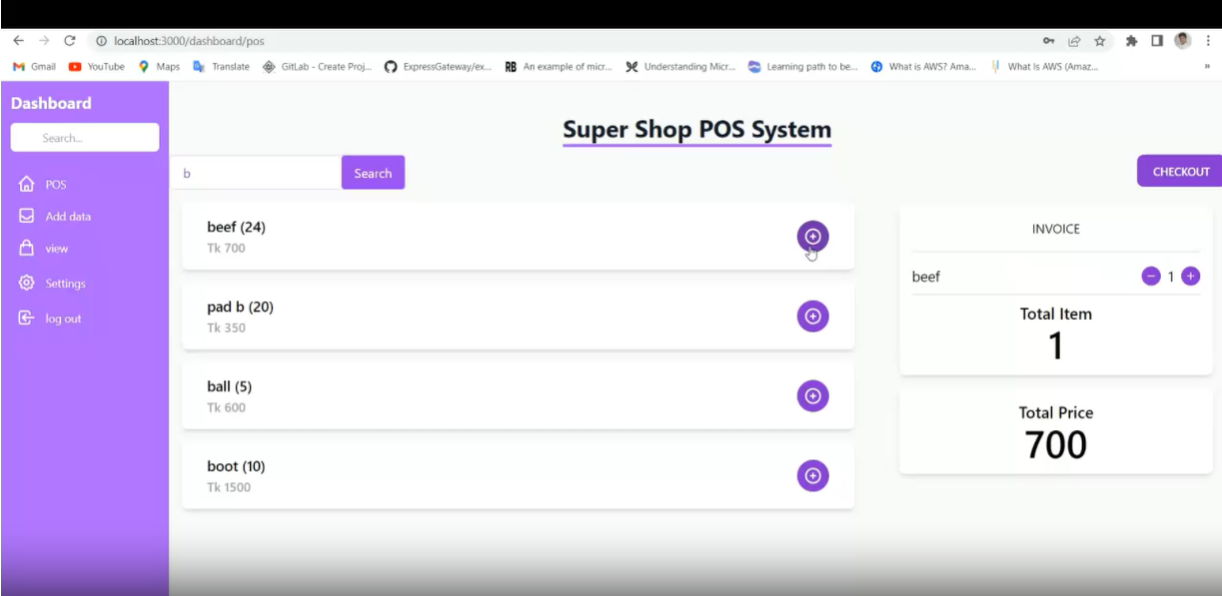 localhost:3000/dashboard/pos
Gmail YouTube Maps Translate GitLab - Create Proj... ExpressGateway/ex... RB An example of micr... Understanding Micr... Learning path to be... What is AWS? Ama... What Is AWS (Amaz... »
Dashboard
Search...
POS
Add data
view
Settings
log out
Super Shop POS System
b Search
CHECKOUT
beef (24)
Tk 700
pad b (20)
Tk 350
ball (5)
Tk 600
boot (10)
Tk 1500
INVOICE
beef 1
Total Item
1
Total Price
700